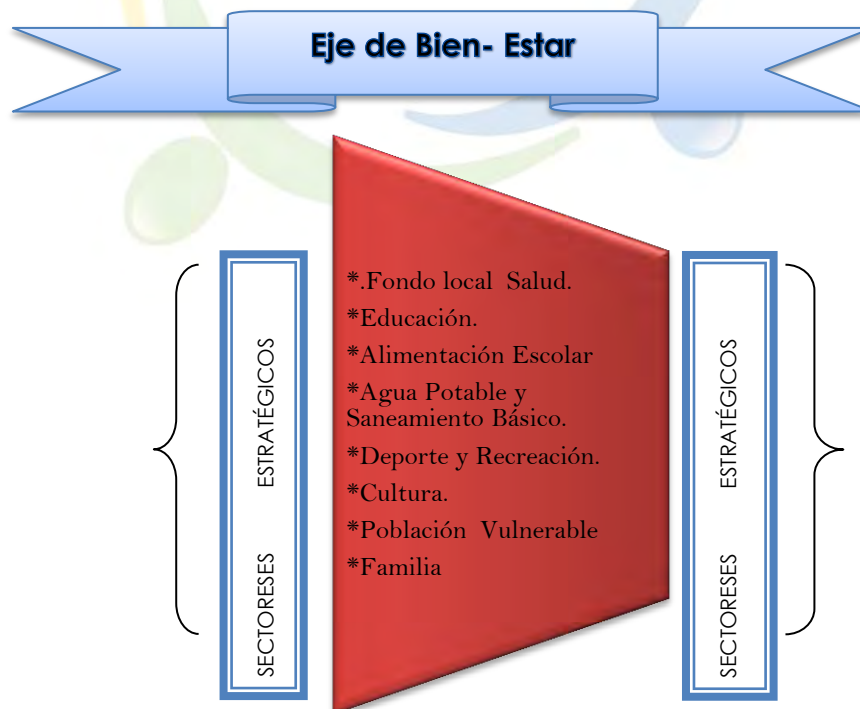 Eje de Bien- Estar
SECTORESES ESTRATÉGICOS
*.Fondo local Salud.
*Educación.
*Alimentación Escolar
*Agua Potable y
Saneamiento Básico.
*Deporte y Recreación.
*Cultura.
*Población Vulnerable
*Familia
SECTORESES ESTRATÉGICOS